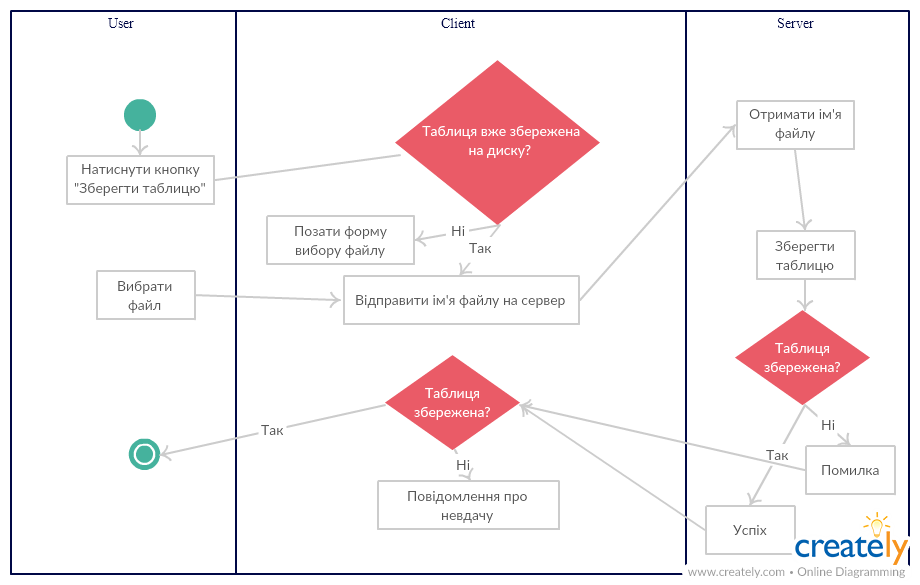 User
Client
Server
Натиснути кнопку
"Зберегти таблицю"
Таблиця вже збережена
на диску?
Отримати ім'я
файлу
Ні
Так
Позати форму
вибору файлу
Зберегти
таблицю
Вибрати
файл
Відправити ім'я файлу на сервер
Таблиця
збережена?
Таблиця
збережена?
Так
Ні
Ні
Так
Повідомлення про
невдачу
Помилка
Успіх
creately
www.creately.com • Online Diagramming